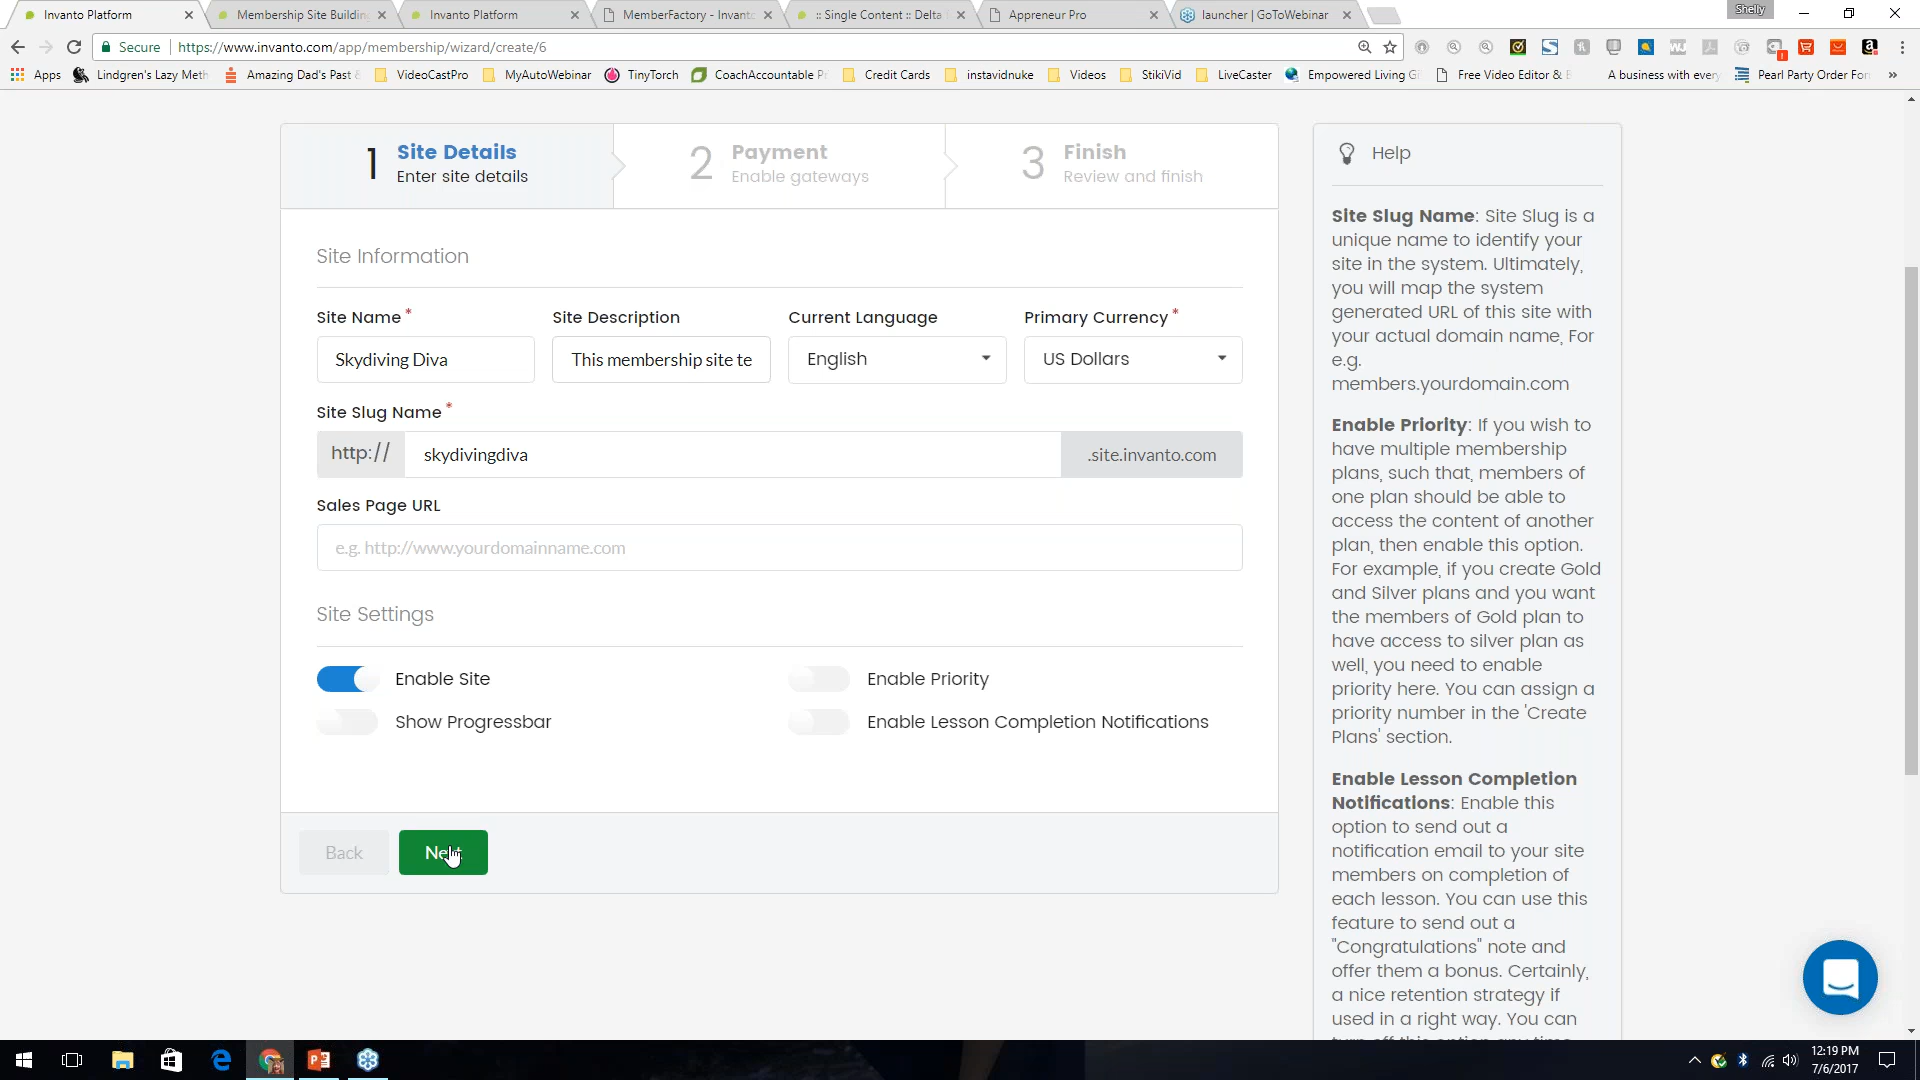 Invanto Platform
Membership Site Buildin
Invanto Platform
MemberFactory - Invant
:: Single Content :: Delta
Appreneur Pro
launcher | GoToWebinar
Shelly
Secure
https://www.invanto.com/app/membership/wizard/create/6
Apps
Lindgren's Lazy Meth
Amazing Dad's Past
VideoCastPro
MyAutoWebinar
TinyTorch
CoachAccountable P
Credit Cards
instavidnuke
Videos
StikiVid
LiveCaster
Empowered Living G
Free Video Editor &
A business with every
Pearl Party Order For
»
1
Site Details
Enter site details
2
Payment
Enable gateways
3
Finish
Review and finish
Site Information
Site Name *
Site Description
Current Language
Primary Currency *
Skydiving Diva
This membership site te
English
US Dollars
Site Slug Name *
http://
skydivingdiva
.site.invanto.com
Sales Page URL
e.g. http://www.yourdomainname.com
Site Settings
Enable Site
Enable Priority
Show Progressbar
Enable Lesson Completion Notifications
Back
Next
Help
Site Slug Name: Site Slug is a
unique name to identify your
site in the system. Ultimately,
you will map the system
generated URL of this site with
your actual domain name, For
e.g.
members.yourdomain.com
Enable Priority: If you wish to
have multiple membership
plans, such that, members of
one plan should be able to
access the content of another
plan, then enable this option.
For example, if you create Gold
and Silver plans and you want
the members of Gold plan to
have access to silver plan as
well, you need to enable
priority here. You can assign a
priority number in the 'Create
Plans' section.
Enable Lesson Completion
Notifications: Enable this
option to send out a
notification email to your site
members on completion of
each lesson. You can use this
feature to send out a
"Congratulations" note and
offer them a bonus. Certainly,
a nice retention strategy if
used in a right way. You can
12:19 PM
7/6/2017